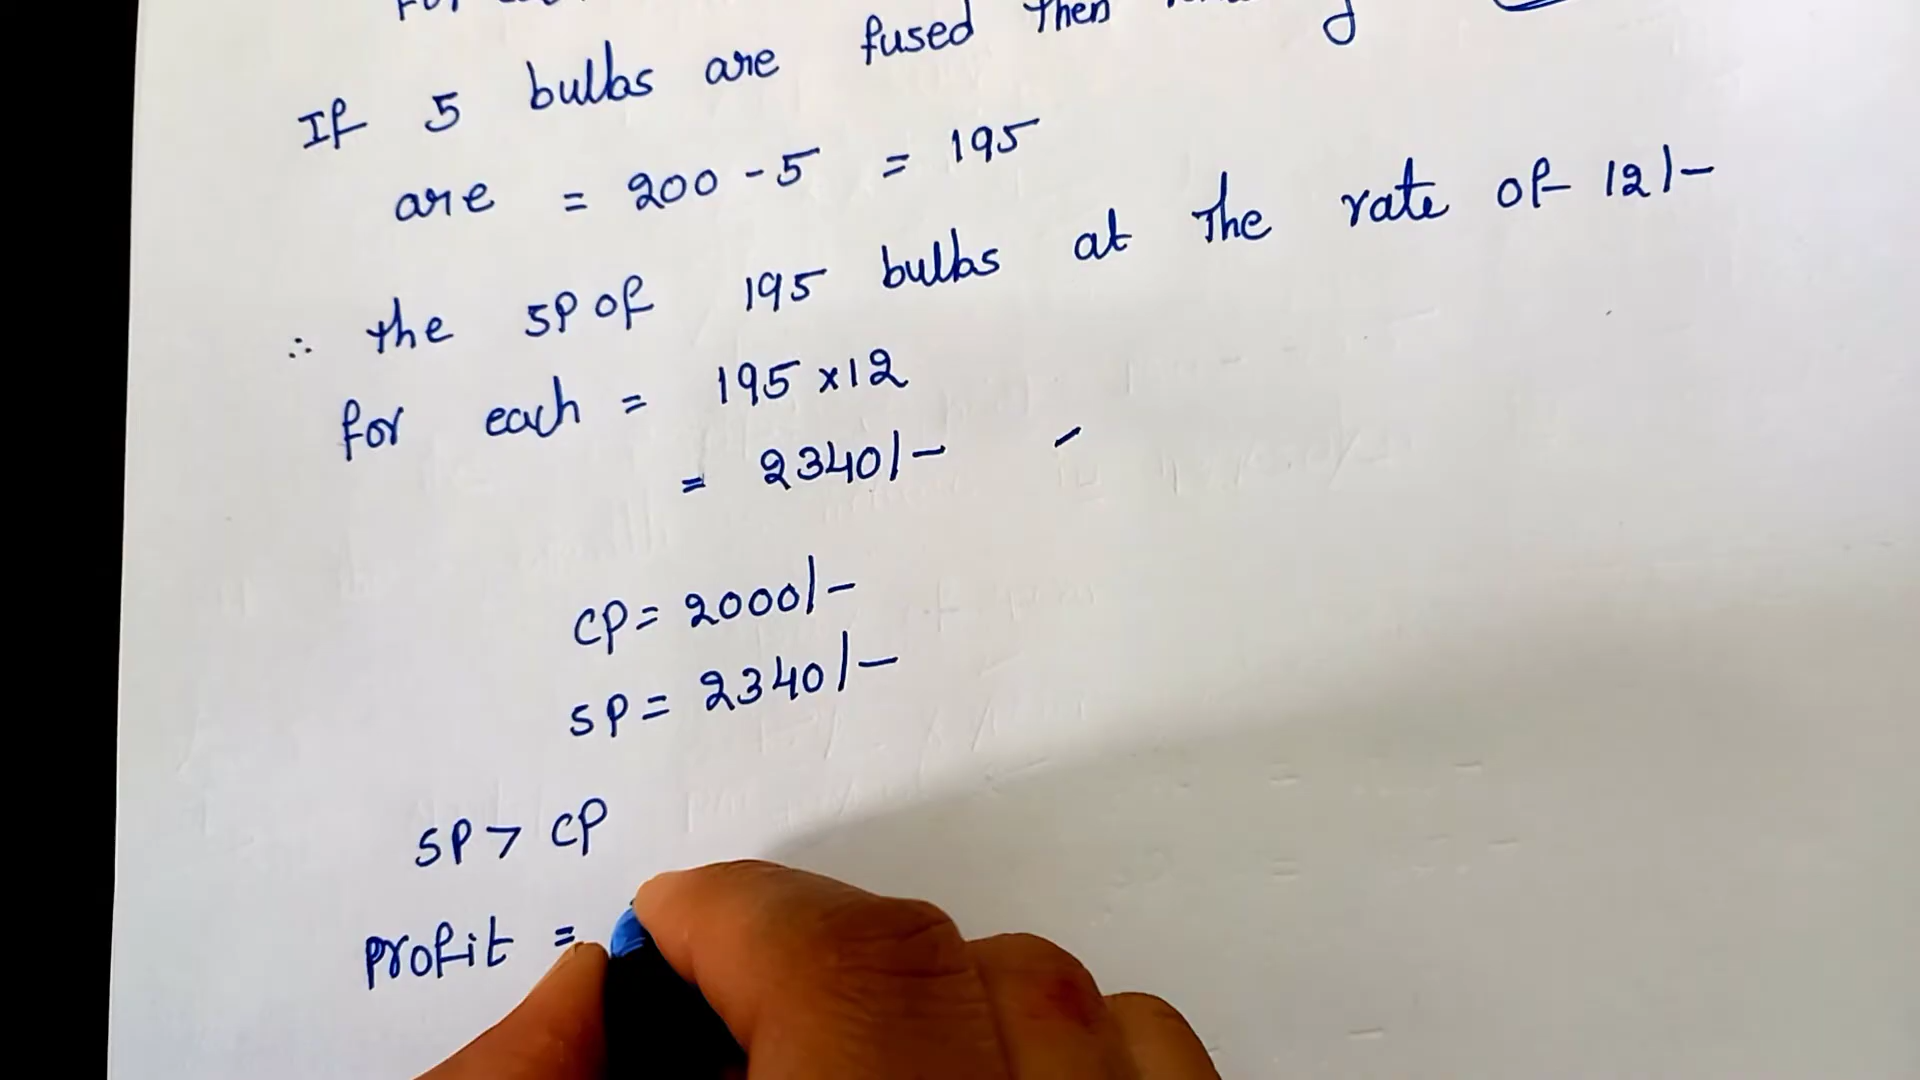 If 5 bulbs are fused then
are = 200 - 5 = 195
∴ the SP of 195 bulbs at the rate of 12/-
for each = 195 × 12
= 2340/-
CP = 2000/-
SP = 2340/-
SP > CP
Profit =